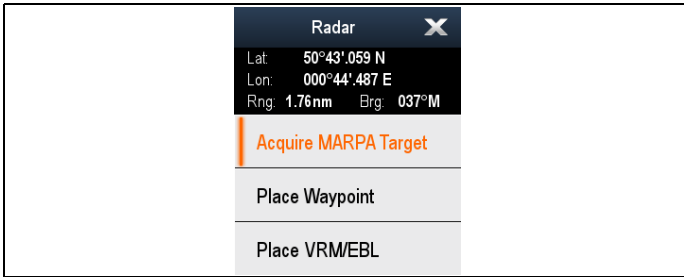 Radar
Lat: 50°43'.059 N
Lon: 000°44'.487 E
Rng: 1.76nm Brg: 037°M
Acquire MARPA Target
Place Waypoint
Place VRM/EBL